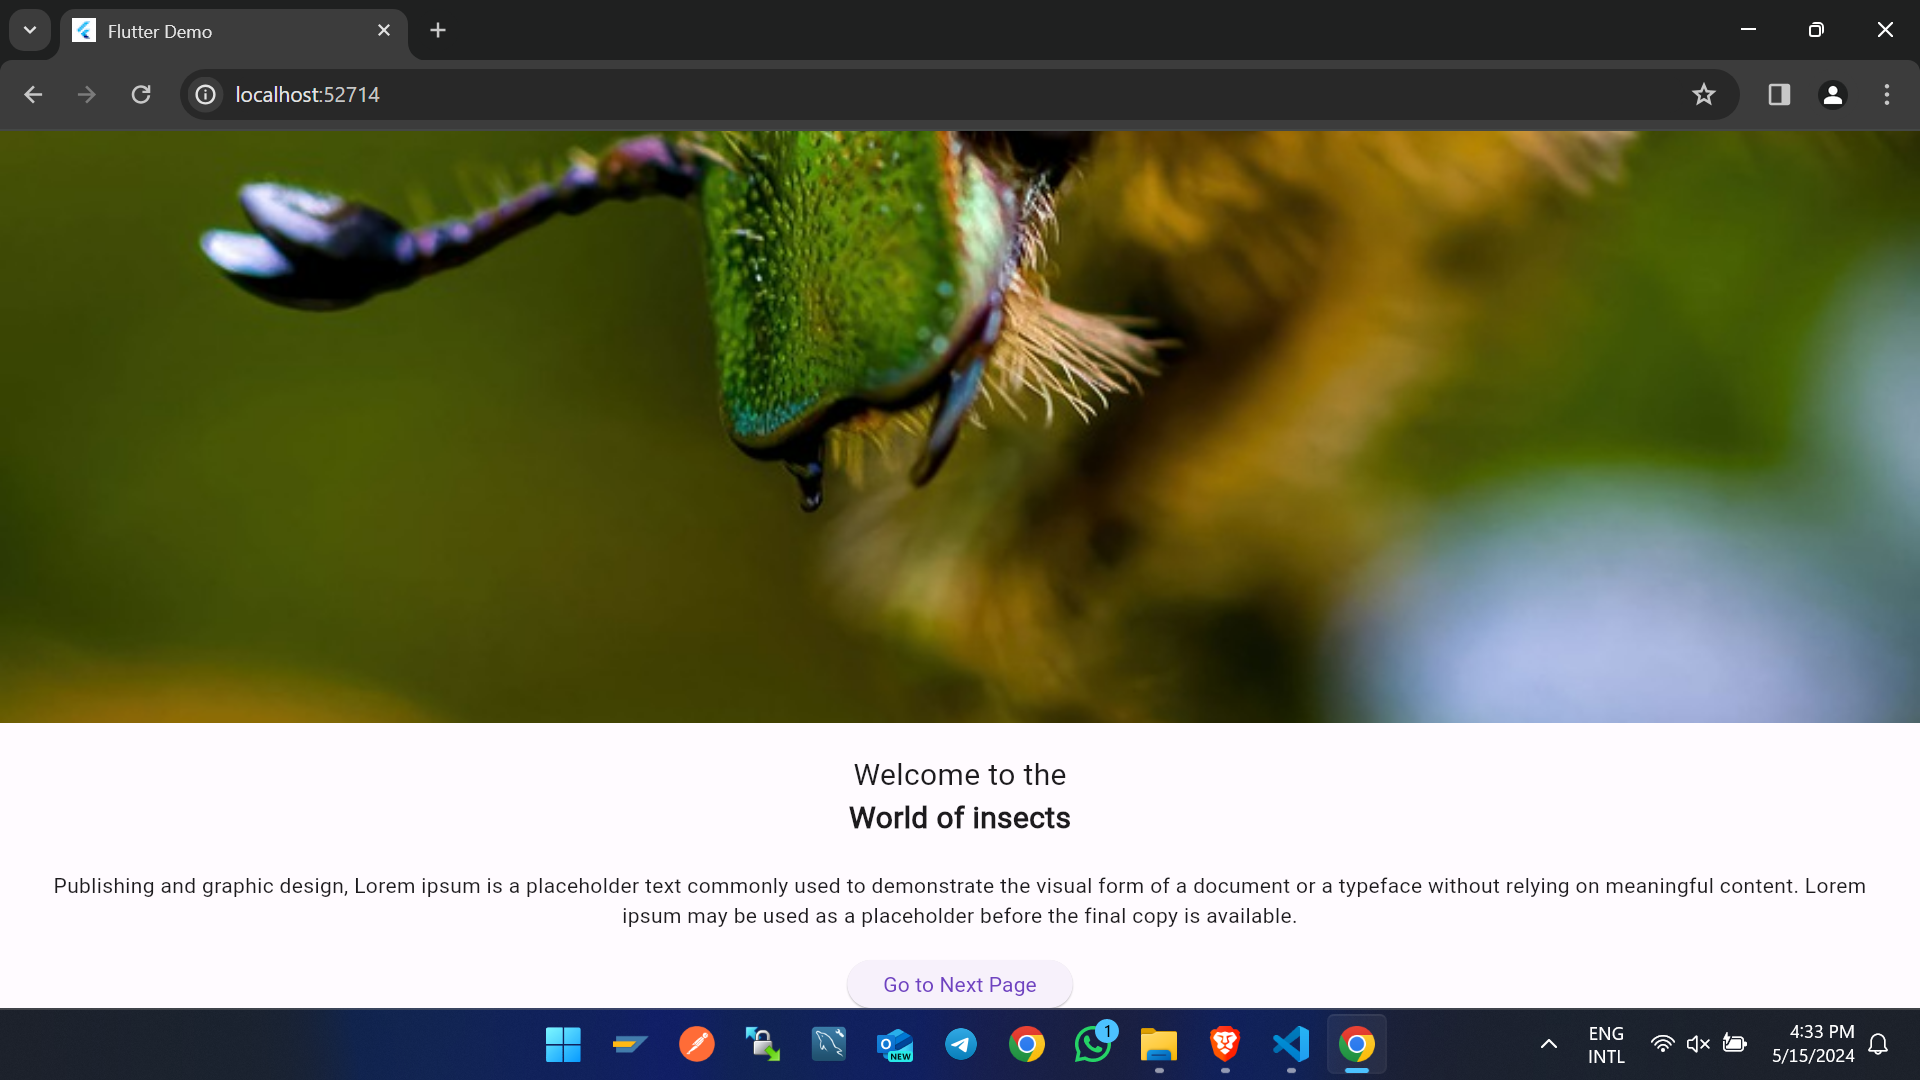 Flutter Demo
localhost:52714
Welcome to the
World of insects
Publishing and graphic design, Lorem ipsum is a placeholder text commonly used to demonstrate the visual form of a document or a typeface without relying on meaningful content. Lorem
ipsum may be used as a placeholder before the final copy is available.
Go to Next Page
NEW
1
ENG
INTL
4:33 PM
5/15/2024